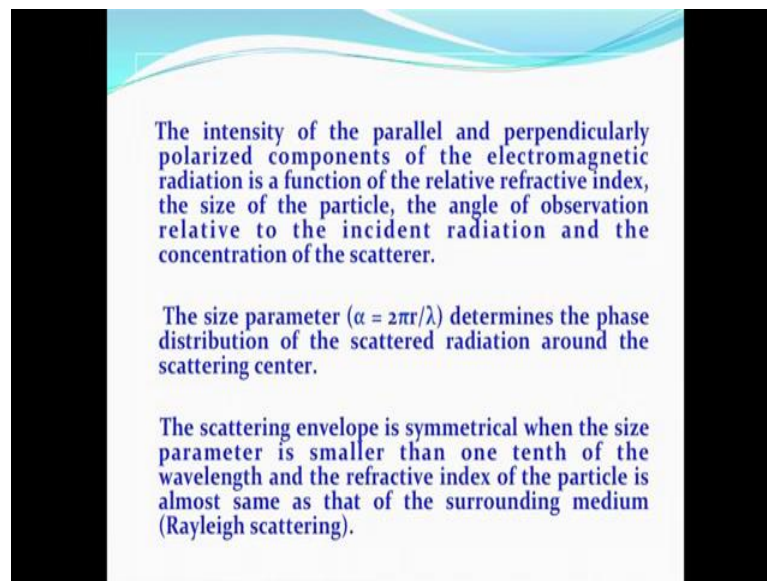 The intensity of the parallel and perpendicularly
polarized components of the electromagnetic
radiation is a function of the relative refractive index,
the size of the particle, the angle of observation
relative to the incident radiation and the
concentration of the scatterer.
The size parameter (α = 2πr/λ) determines the phase
distribution of the scattered radiation around the
scattering center.
The scattering envelope is symmetrical when the size
parameter is smaller than one tenth of the
wavelength and the refractive index of the particle is
almost same as that of the surrounding medium
(Rayleigh scattering).